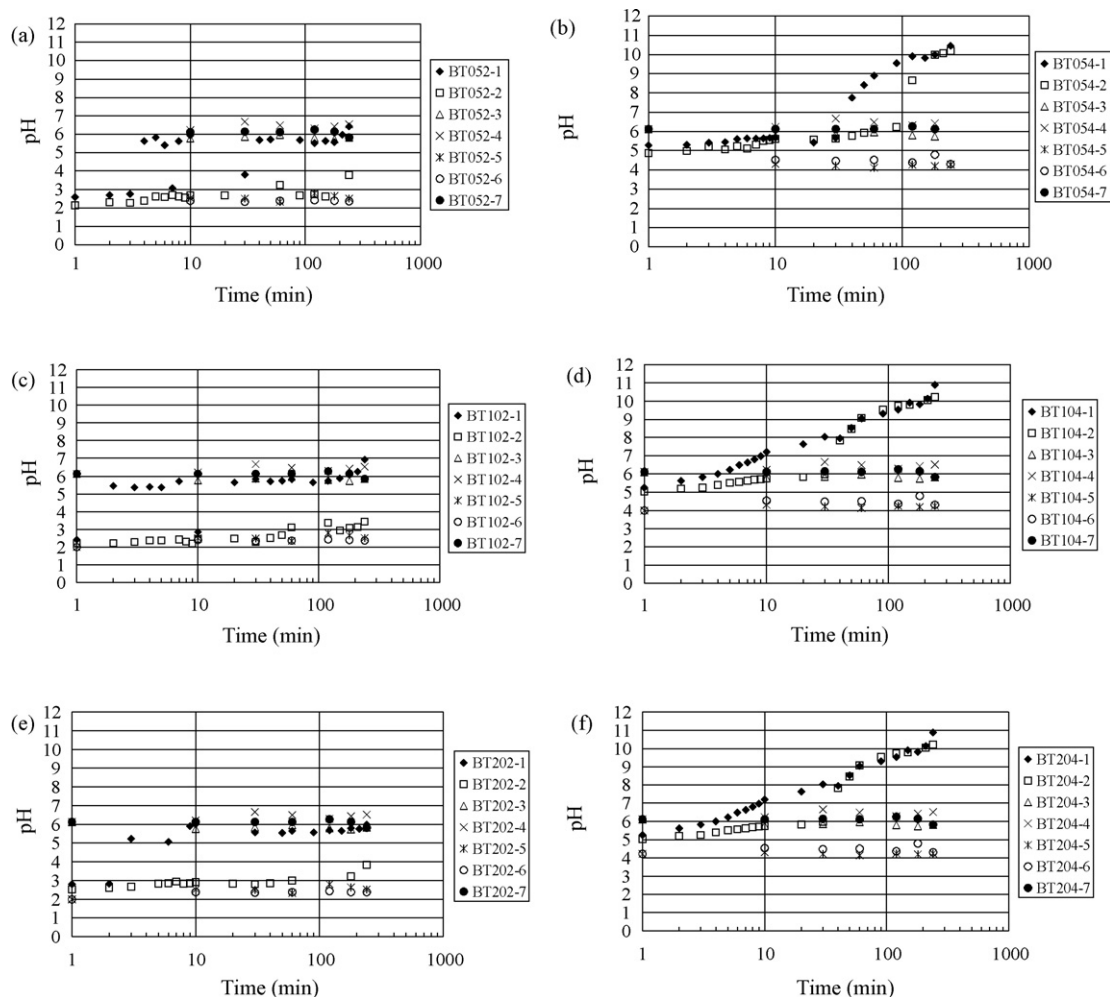 (a)
12
11
10
9
8
7
6
5
4
3
2
1
0
pH
1 10 100 1000
Time (min)
BT052-1
BT052-2
BT052-3
BT052-4
BT052-5
BT052-6
BT052-7
(b)
12
11
10
9
8
7
6
5
4
3
2
1
0
pH
1 10 100 1000
Time (min)
BT054-1
BT054-2
BT054-3
BT054-4
BT054-5
BT054-6
BT054-7
(c)
12
11
10
9
8
7
6
5
4
3
2
1
0
pH
1 10 100 1000
Time (min)
BT102-1
BT102-2
BT102-3
BT102-4
BT102-5
BT102-6
BT102-7
(d)
12
11
10
9
8
7
6
5
4
3
2
1
0
pH
1 10 100 1000
Time (min)
BT104-1
BT104-2
BT104-3
BT104-4
BT104-5
BT104-6
BT104-7
(e)
12
11
10
9
8
7
6
5
4
3
2
1
0
pH
1 10 100 1000
Time (min)
BT202-1
BT202-2
BT202-3
BT202-4
BT202-5
BT202-6
BT202-7
(f)
12
11
10
9
8
7
6
5
4
3
2
1
0
pH
1 10 100 1000
Time (min)
BT204-1
BT204-2
BT204-3
BT204-4
BT204-5
BT204-6
BT204-7